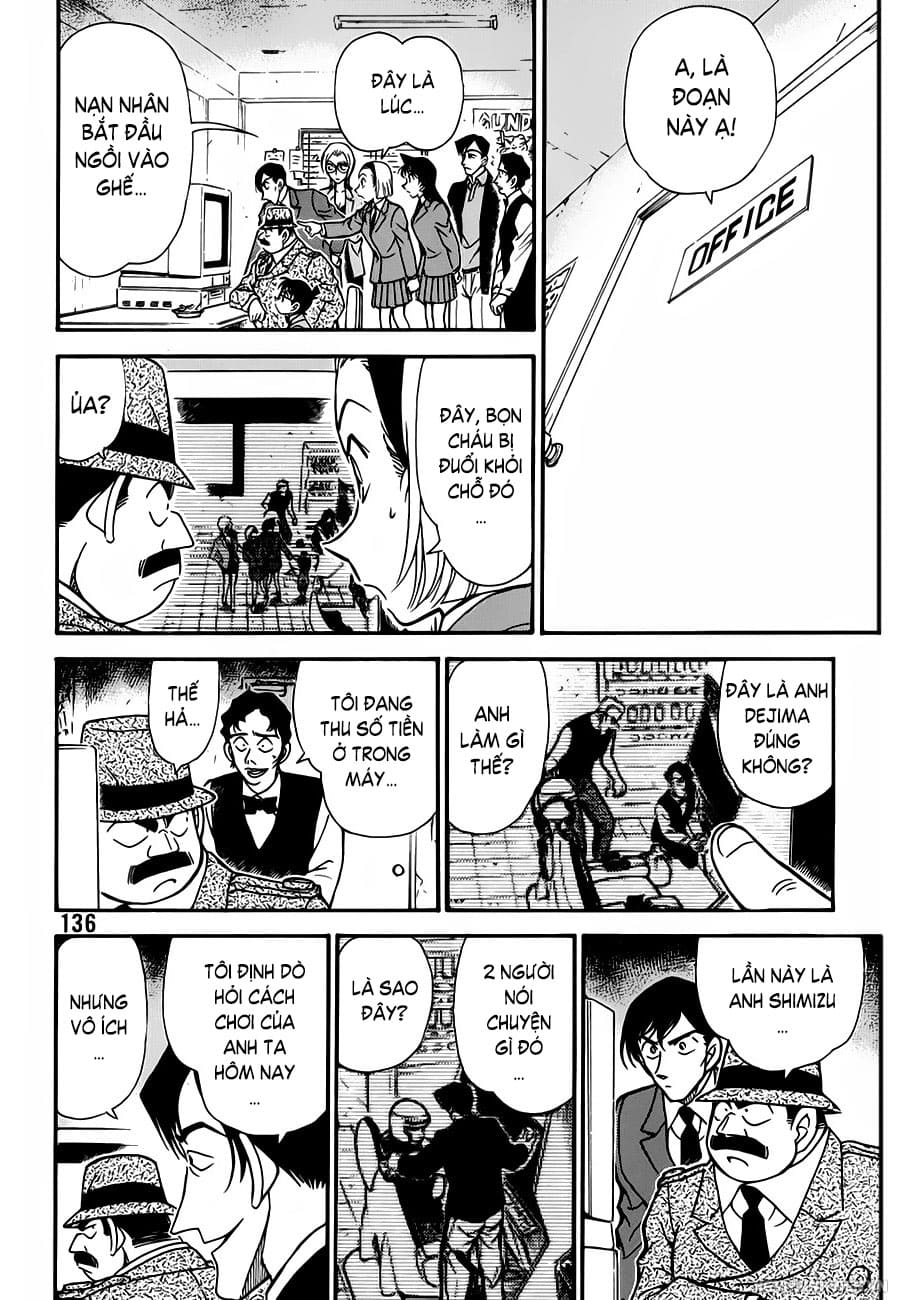 A, LÀ
ĐOẠN
NÀY Ạ!
OFFICE
ĐÂY LÀ
LÚC...
NẠN NHÂN
BẮT ĐẦU
NGỒI VÀO
GHẾ...
ĐÂY, BỌN
CHÁU BỊ
ĐUỔI KHỎI
CHỖ ĐÓ
...
ỦA?
ĐÂY LÀ ANH
DEJIMA
ĐÚNG
KHÔNG?
ANH
LÀM GÌ
THẾ?
TÔI ĐANG
THU SỐ TIỀN
Ở TRONG
MÁY...
THẾ
HẢ...
136
LẦN NÀY LÀ
ANH SHIMIZU
...
2 NGƯỜI
NÓI
CHUYỆN
GÌ ĐÓ
...
LÀ SAO
ĐÂY?
TÔI ĐỊNH DÒ
HỎI CÁCH
CHƠI CỦA
ANH TA
HÔM NAY
...
NHƯNG
VÔ ÍCH
...